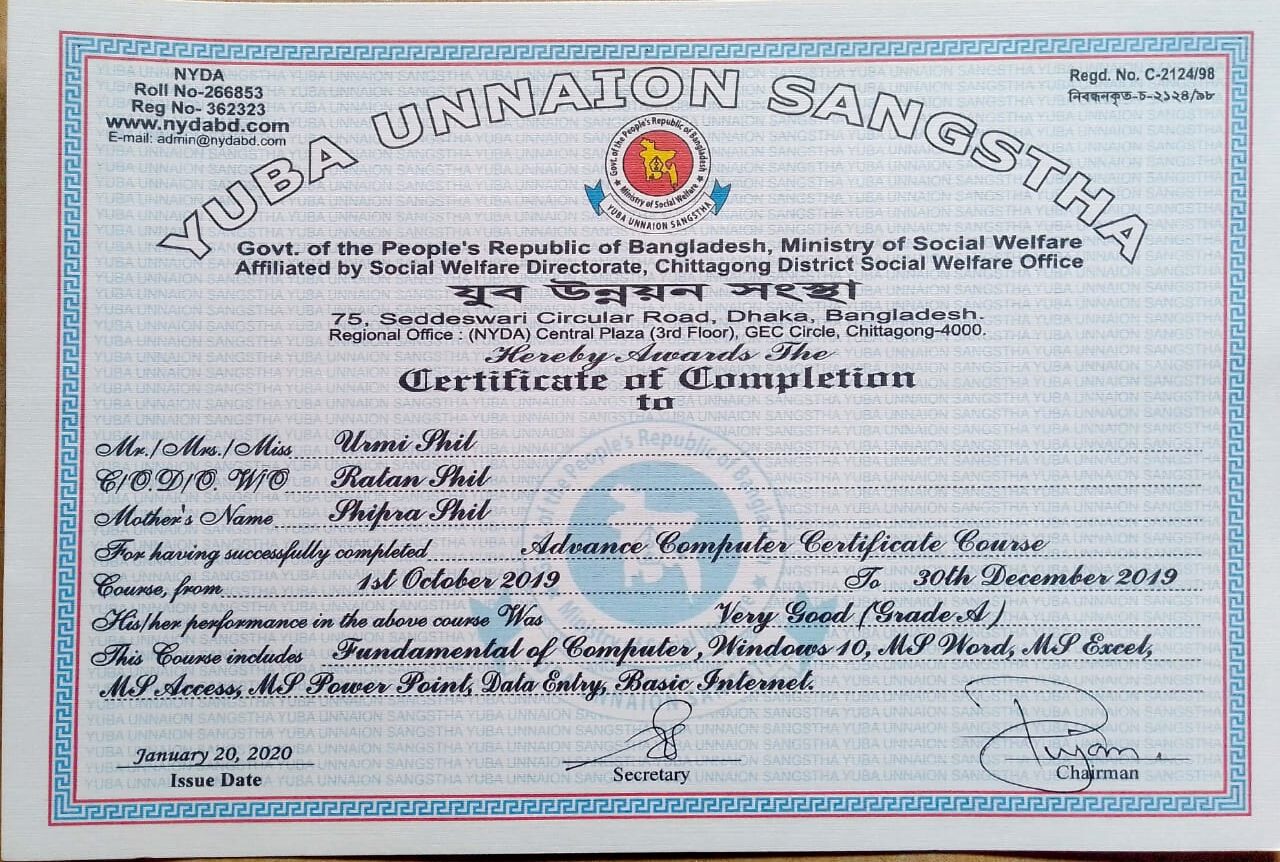 NYDA
Roll No-266853
Reg No- 362323
www.nydabd.com
E-mail: admin@nydabd.com
Regd. No. C-2124/98
নিবন্ধনকৃত-চ-২১২৪/৯৮
YUBA UNNAION SANGSTHA
Govt. of the People's Republic of Bangladesh
Ministry of Social Welfare
YUBA UNNAION SANGSTHA
Govt. of the People's Republic of Bangladesh, Ministry of Social Welfare
Affiliated by Social Welfare Directorate, Chittagong District Social Welfare Office
যুব উন্নয়ন সংস্থা
75, Seddeswari Circular Road, Dhaka, Bangladesh.
Regional Office : (NYDA) Central Plaza (3rd Floor), GEC Circle, Chittagong-4000.
Hereby Awards The
Certificate of Completion
to
Mr./Mrs./Miss Urmi Shil
C/O.D/O. W/O Ratan Shil
Mother's Name Shipra Shil
For having successfully completed Advance Computer Certificate Course
Course, from 1st October 2019 To 30th December 2019
His/her performance in the above course Was Very Good (Grade A)
This Course includes Fundamental of Computer, Windows 10, MS Word, MS Excel,
MS Access, MS Power Point, Data Entry, Basic Internet.
January 20, 2020
Issue Date
Secretary
Chairman